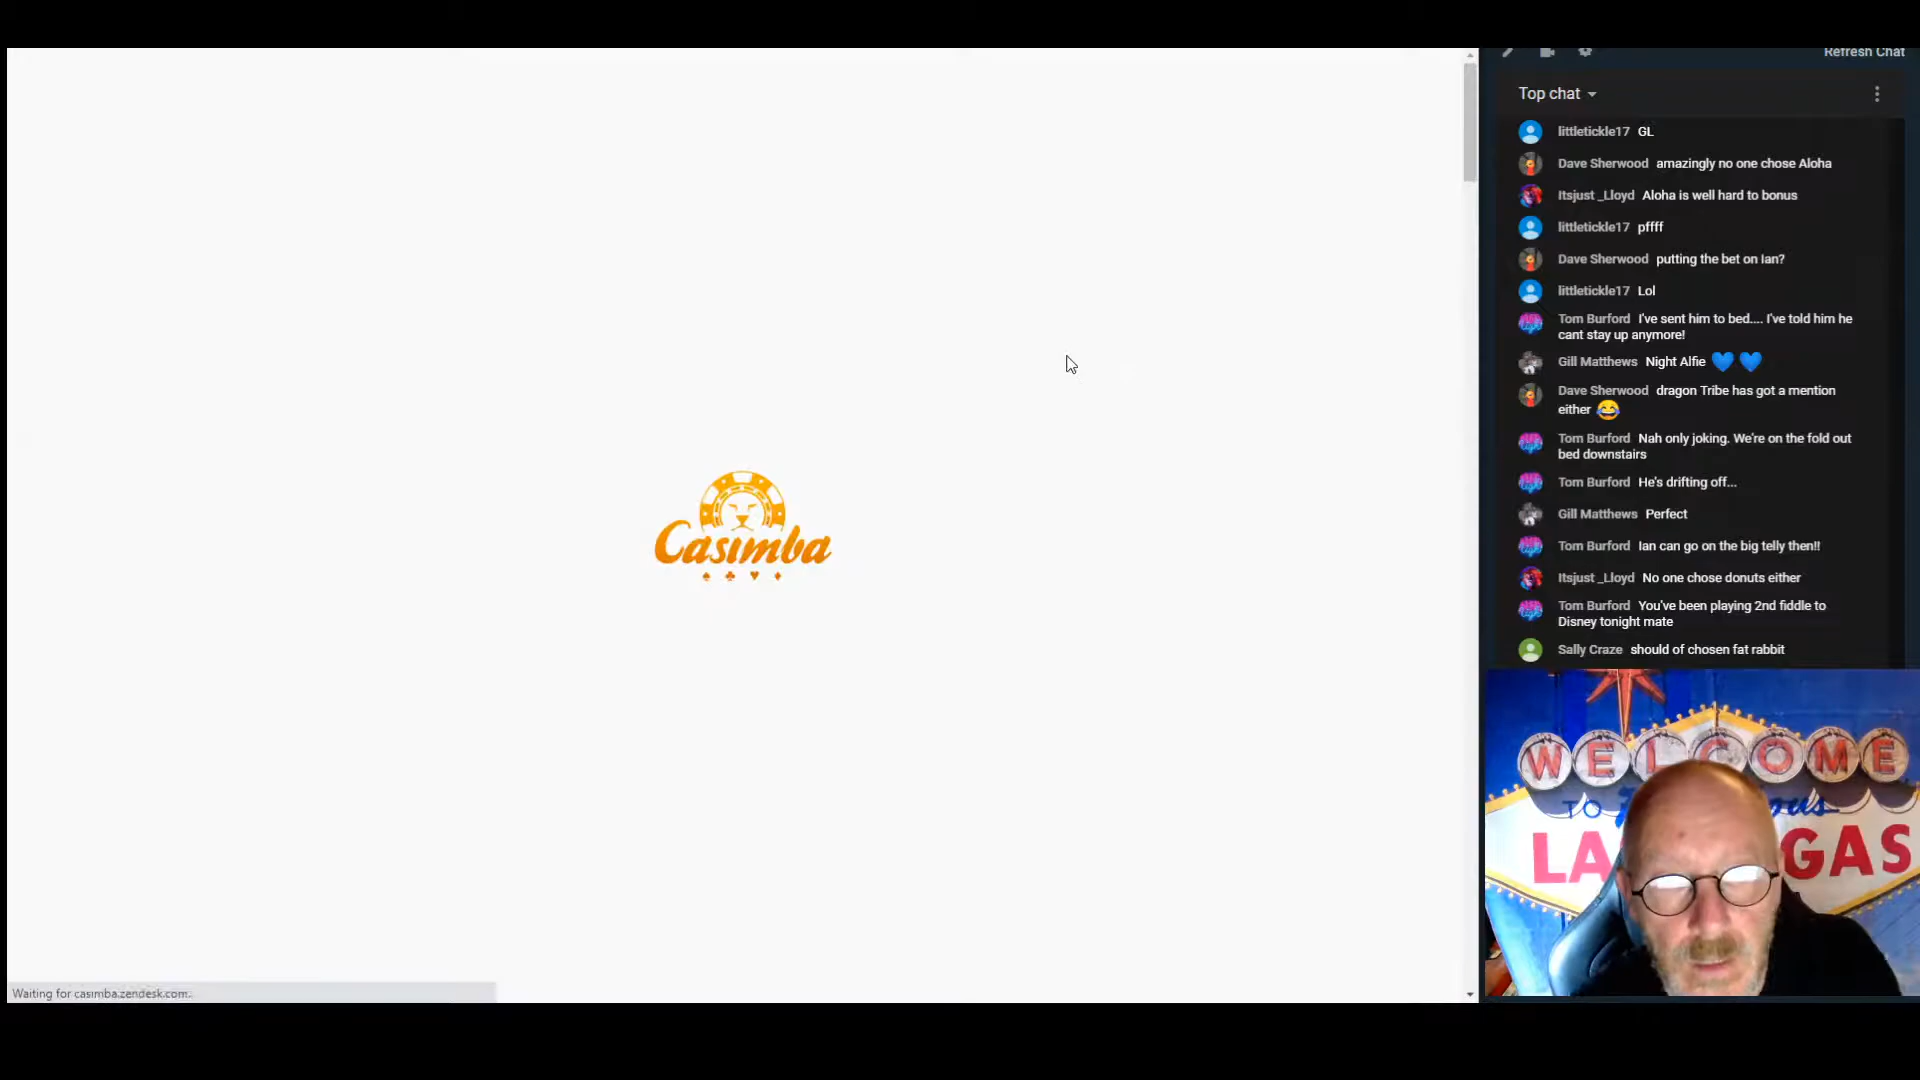 Refresh Chat
Top chat
littletickle17 GL
Dave Sherwood amazingly no one chose Aloha
Itsjust _Lloyd Aloha is well hard to bonus
littletickle17 pffff
Dave Sherwood putting the bet on Ian?
littletickle17 Lol
Tom Burford I've sent him to bed.... I've told him he
cant stay up anymore!
Gill Matthews Night Alfie 💙 💙
Dave Sherwood dragon Tribe has got a mention
either 😂
Tom Burford Nah only joking. We're on the fold out
bed downstairs
Tom Burford He's drifting off...
Gill Matthews Perfect
Tom Burford Ian can go on the big telly then!!
Itsjust _Lloyd No one chose donuts either
Tom Burford You've been playing 2nd fiddle to
Disney tonight mate
Sally Craze should of chosen fat rabbit
Casimba
WELCOME
TO
LA GAS
Waiting for casimba.zendesk.com...